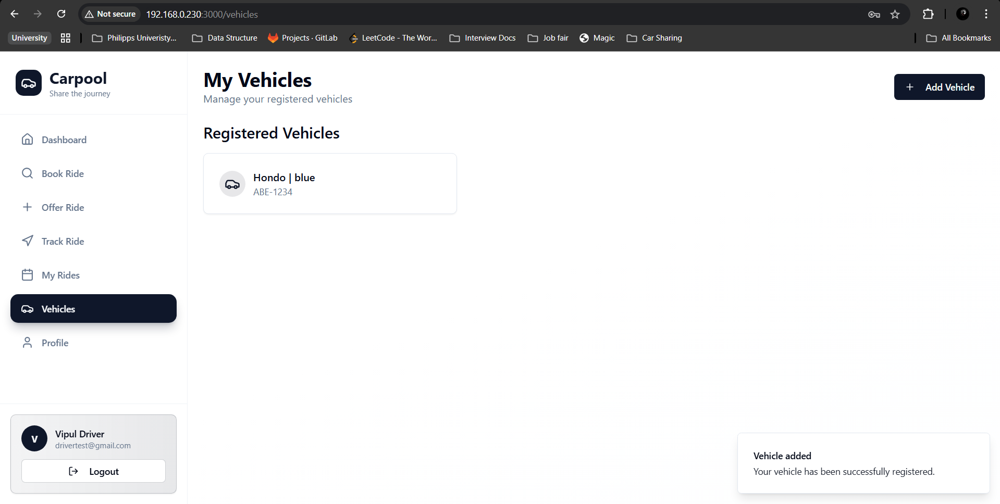 Not secure 192.168.0.230:3000/vehicles
University Philipps Univeristy... Data Structure Projects · GitLab LeetCode - The Wor... Interview Docs Job fair Magic Car Sharing All Bookmarks
Carpool
Share the journey
Dashboard
Book Ride
Offer Ride
Track Ride
My Rides
Vehicles
Profile
V
Vipul Driver
drivertest@gmail.com
Logout
My Vehicles
Manage your registered vehicles
Add Vehicle
Registered Vehicles
Hondo | blue
ABE-1234
Vehicle added
Your vehicle has been successfully registered.